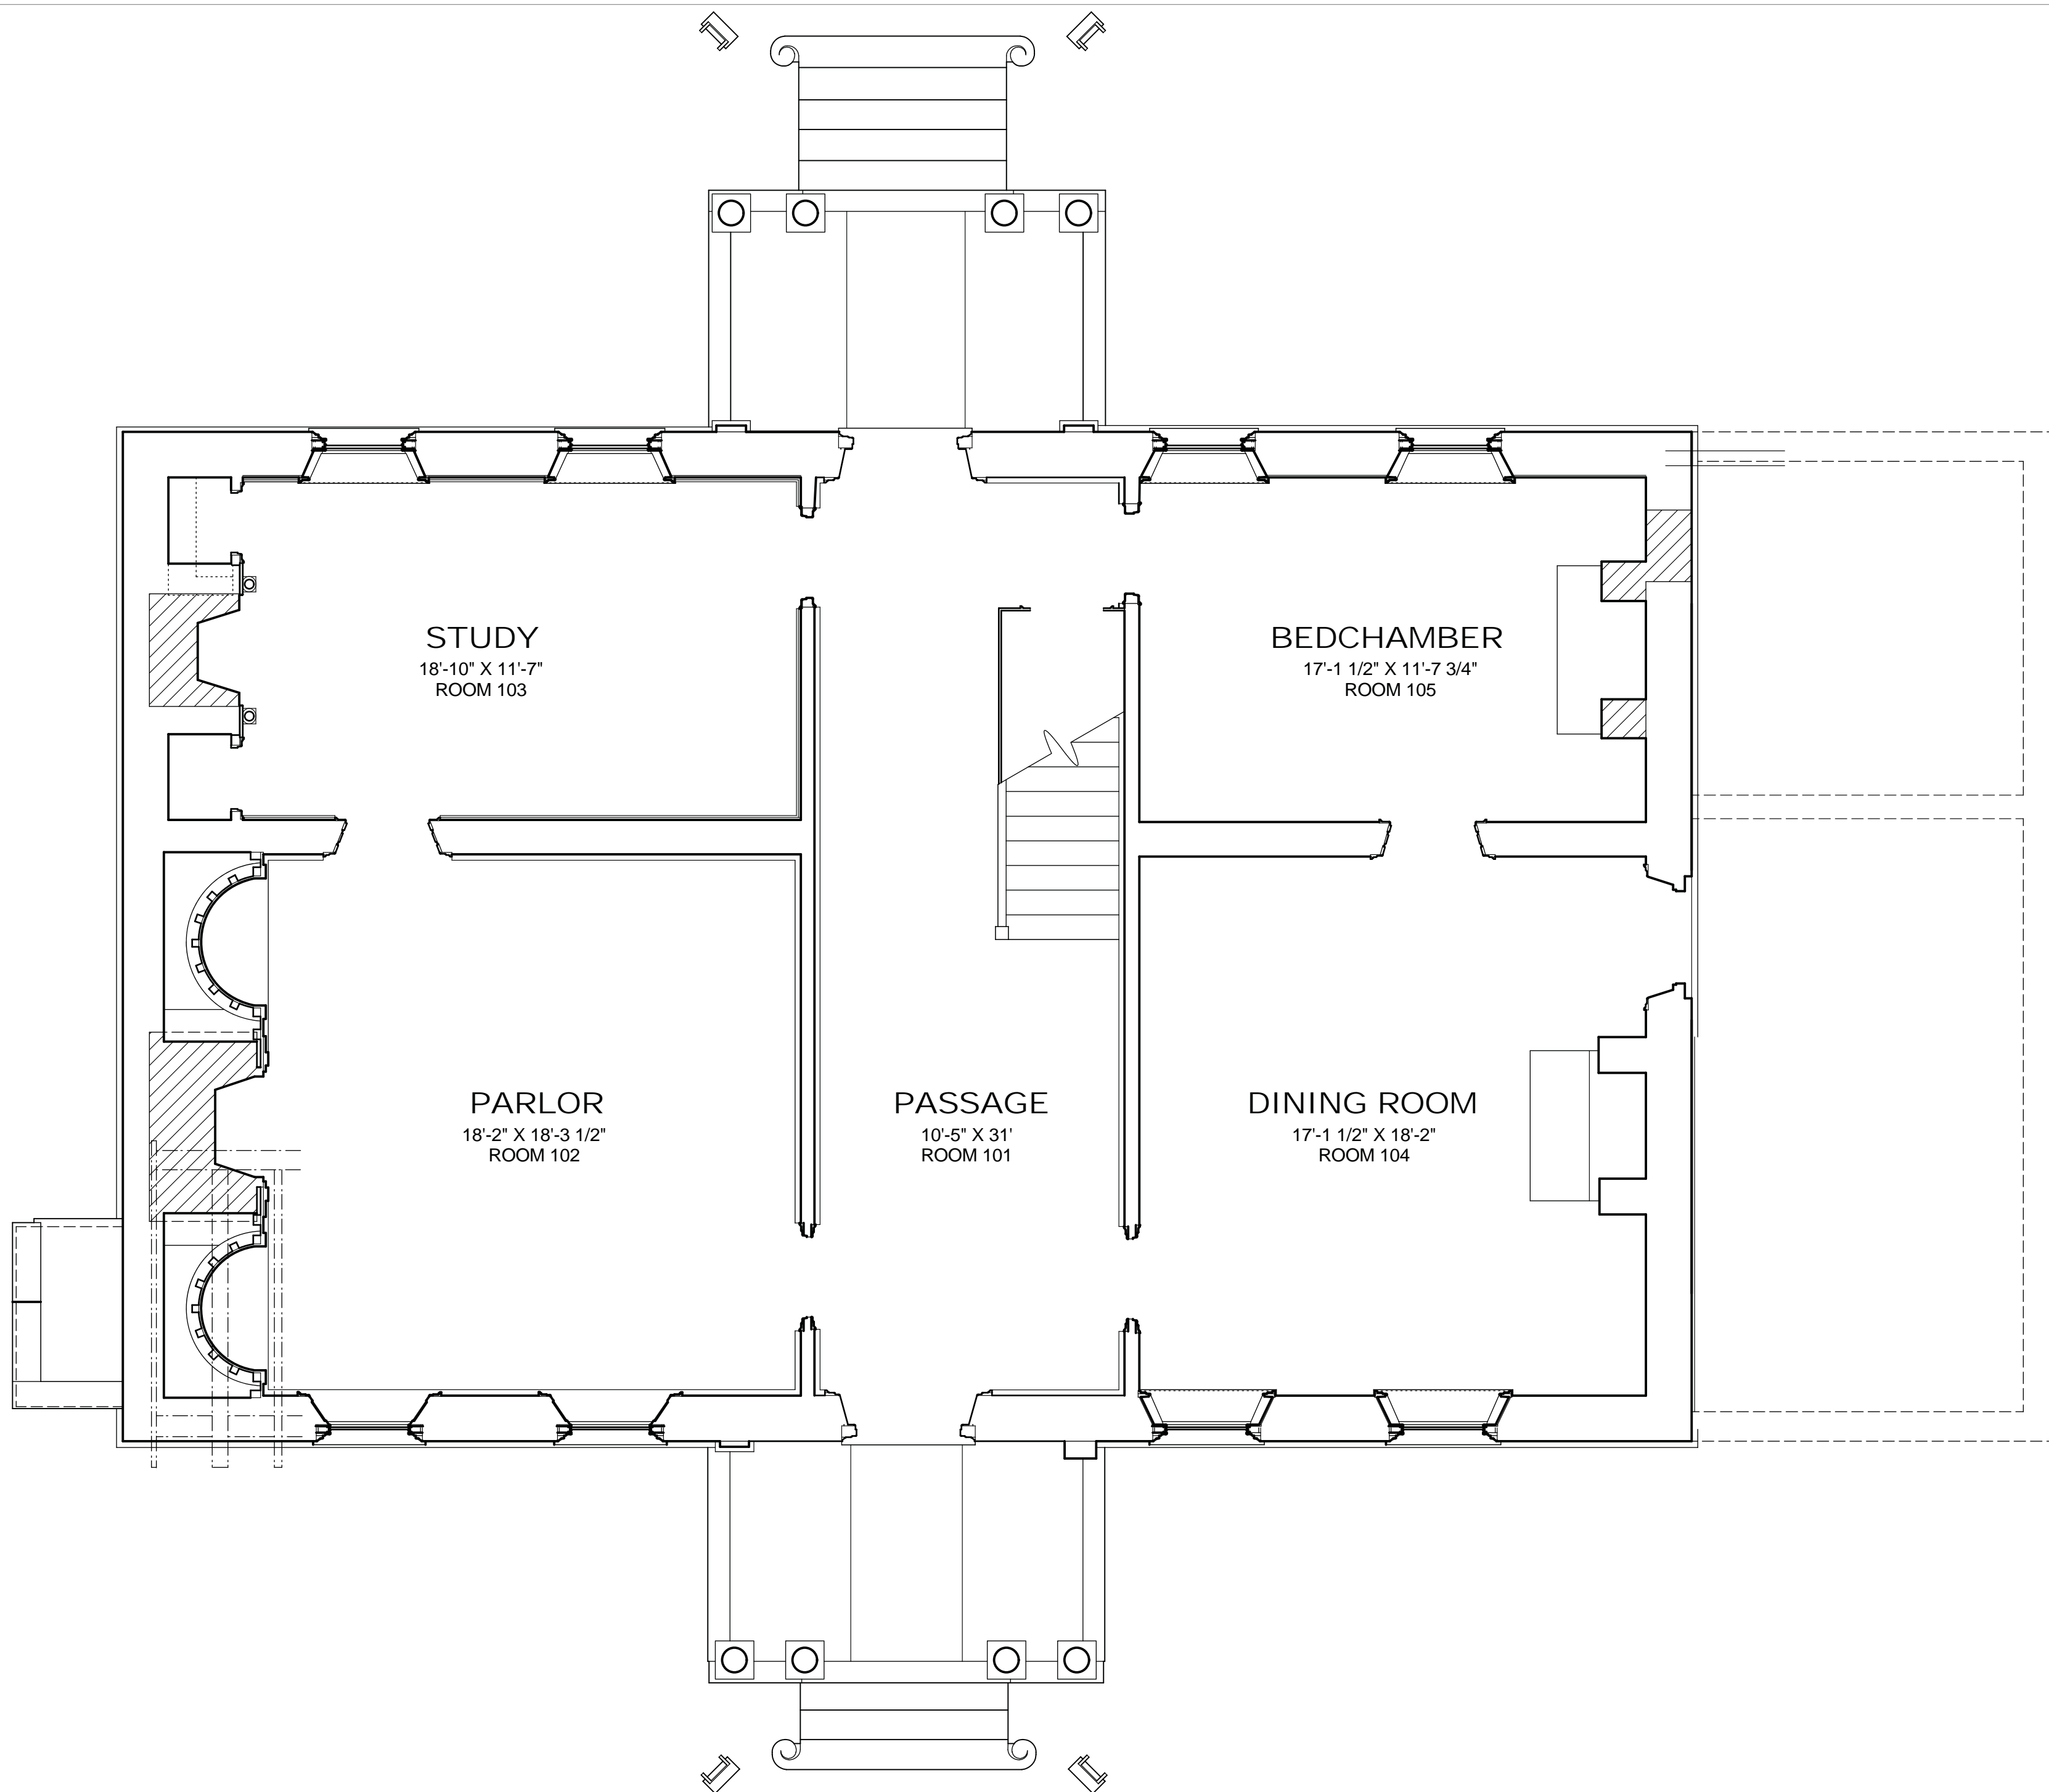 STUDY
18'-10" X 11'-7"
ROOM 103
BEDCHAMBER
17'-1 1/2" X 11'-7 3/4"
ROOM 105
PARLOR
18'-2" X 18'-3 1/2"
ROOM 102
PASSAGE
10'-5" X 31'
ROOM 101
DINING ROOM
17'-1 1/2" X 18'-2"
ROOM 104